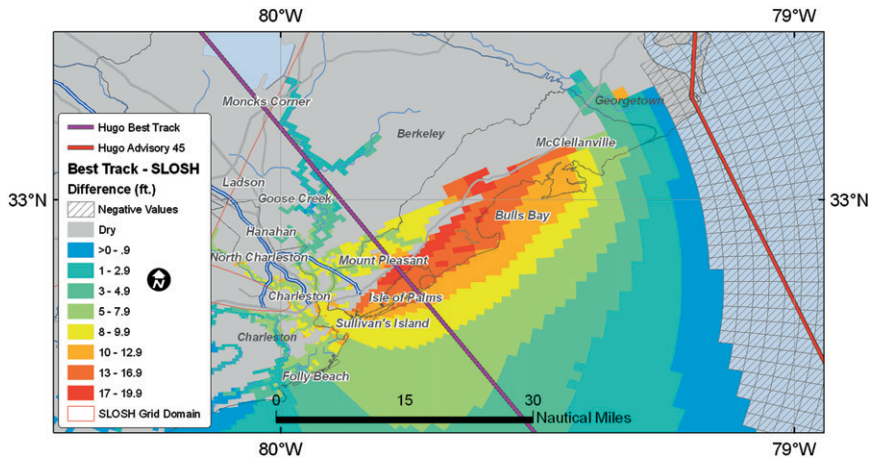 80°W
79°W
Moncks Corner
Georgetown
Berkeley
McClellanville
Hugo Best Track
Hugo Advisory 45
Best Track - SLOSH
Difference (ft.)
Negative Values
Dry
>0 - .9
1 - 2.9
3 - 4.9
5 - 7.9
8 - 9.9
10 - 12.9
13 - 16.9
17 - 19.9
SLOSH Grid Domain
N
Ladson
33°N
33°N
Goose Creek
Bulls Bay
Hanahan
North Charleston
Mount Pleasant
Charleston
Isle of Palms
Sullivan's Island
Charleston
Folly Beach
0
15
30
Nautical Miles
80°W
79°W